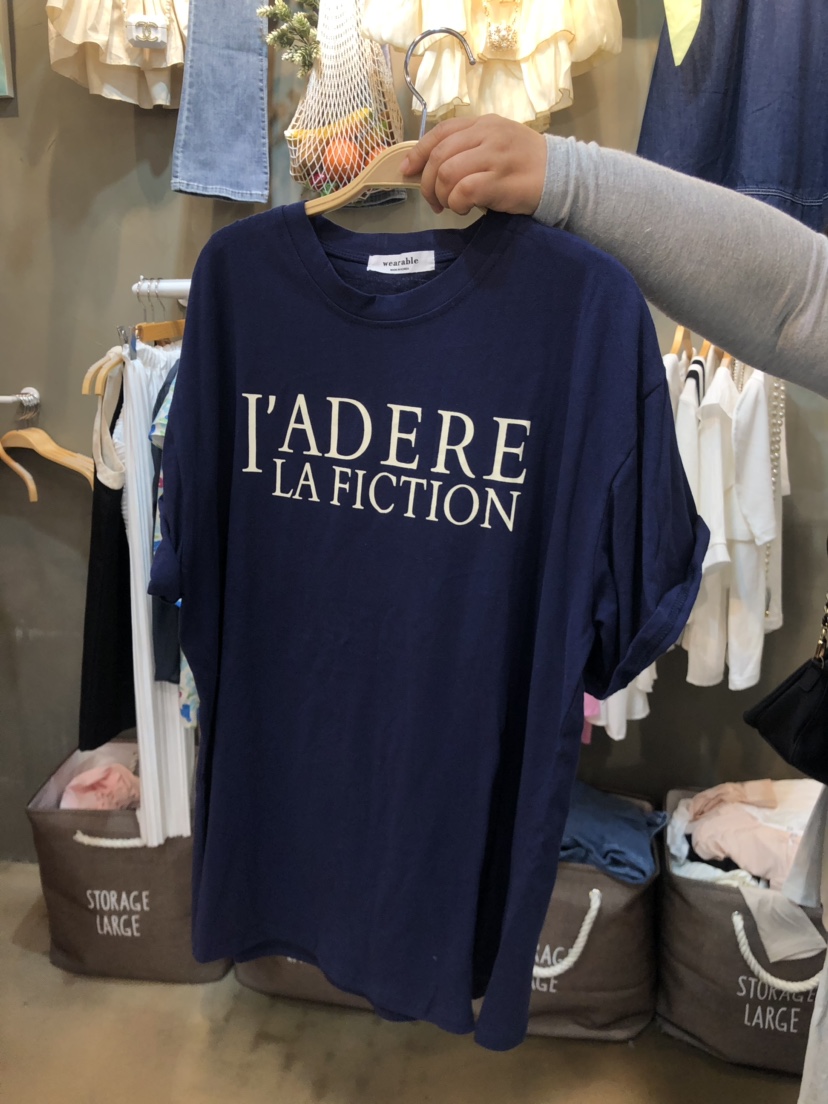 wearable
J'ADERE
LA FICTION
STORAGE
LARGE
STORAGE
LARGE